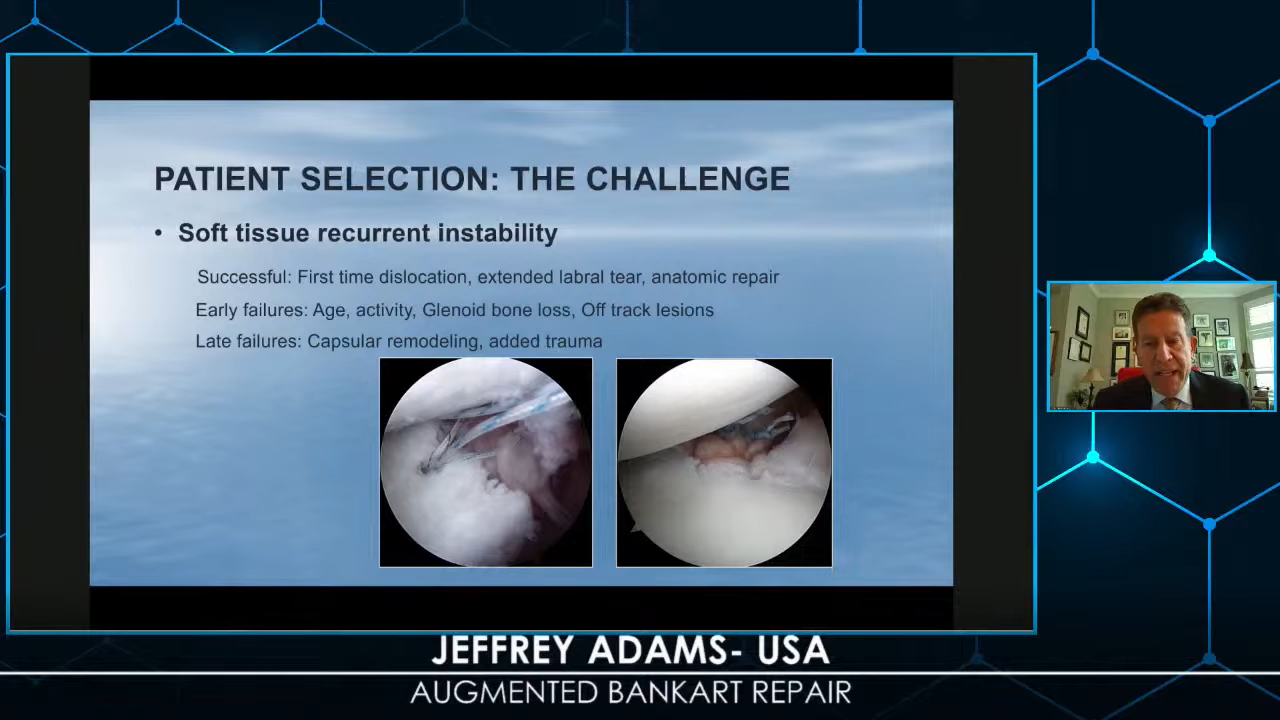 PATIENT SELECTION: THE CHALLENGE
• Soft tissue recurrent instability
Successful: First time dislocation, extended labral tear, anatomic repair
Early failures: Age, activity, Glenoid bone loss, Off track lesions
Late failures: Capsular remodeling, added trauma
JEFFREY ADAMS- USA
AUGMENTED BANKART REPAIR